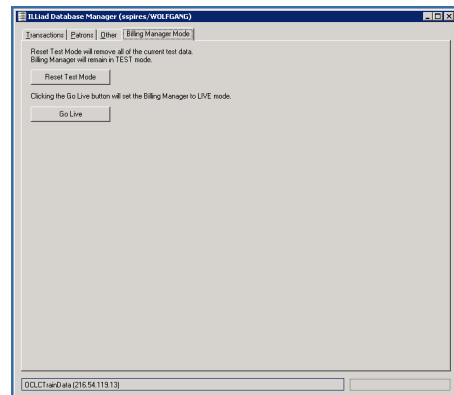 ILLiad Database Manager (sspires/WOLFGANG)
Transactions Patrons Other Billing Manager Mode
Reset Test Mode will remove all of the current test data.
Billing Manager will remain in TEST mode.
Reset Test Mode
Clicking the Go Live button will set the Billing Manager to LIVE mode.
Go Live
OCLCTrainData (216.54.119.13)